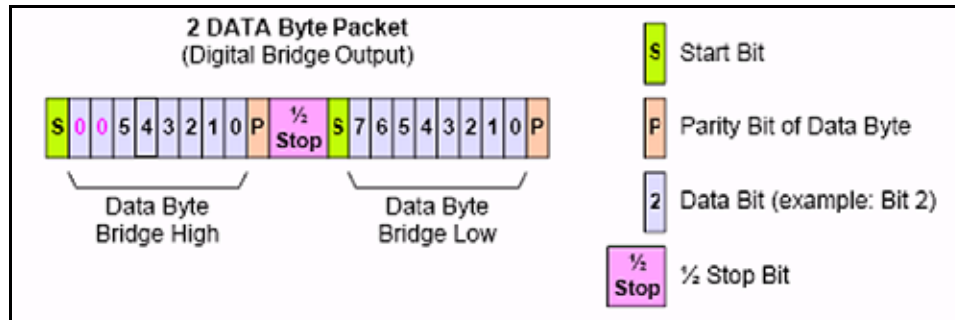 2 DATA Byte Packet
(Digital Bridge Output)
S 0 0 5 4 3 2 1 0 P ½ Stop S 7 6 5 4 3 2 1 0 P
Data Byte
Bridge High
Data Byte
Bridge Low
S Start Bit
P Parity Bit of Data Byte
2 Data Bit (example: Bit 2)
½ Stop ½ Stop Bit